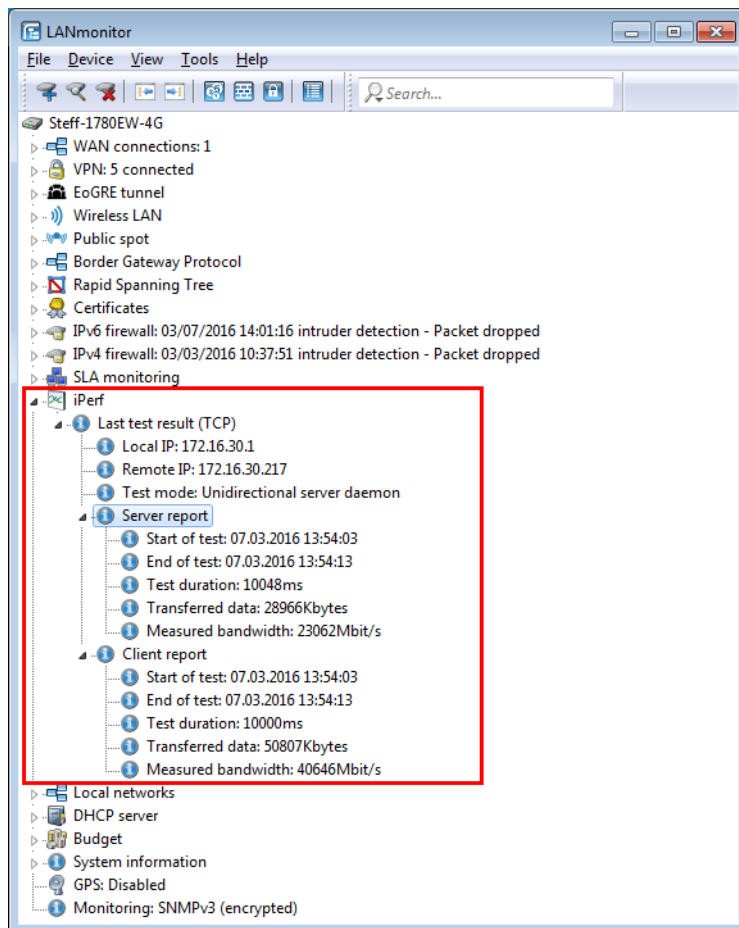 LANmonitor
File Device View Tools Help
Search...
Steff-1780EW-4G
WAN connections: 1
VPN: 5 connected
EoGRE tunnel
Wireless LAN
Public spot
Border Gateway Protocol
Rapid Spanning Tree
Certificates
IPv6 firewall: 03/07/2016 14:01:16 intruder detection - Packet dropped
IPv4 firewall: 03/03/2016 10:37:51 intruder detection - Packet dropped
SLA monitoring
iPerf
Last test result (TCP)
Local IP: 172.16.30.1
Remote IP: 172.16.30.217
Test mode: Unidirectional server daemon
Server report
Start of test: 07.03.2016 13:54:03
End of test: 07.03.2016 13:54:13
Test duration: 10048ms
Transferred data: 28966Kbytes
Measured bandwidth: 23062Mbit/s
Client report
Start of test: 07.03.2016 13:54:03
End of test: 07.03.2016 13:54:13
Test duration: 10000ms
Transferred data: 50807Kbytes
Measured bandwidth: 40646Mbit/s
Local networks
DHCP server
Budget
System information
GPS: Disabled
Monitoring: SNMPv3 (encrypted)